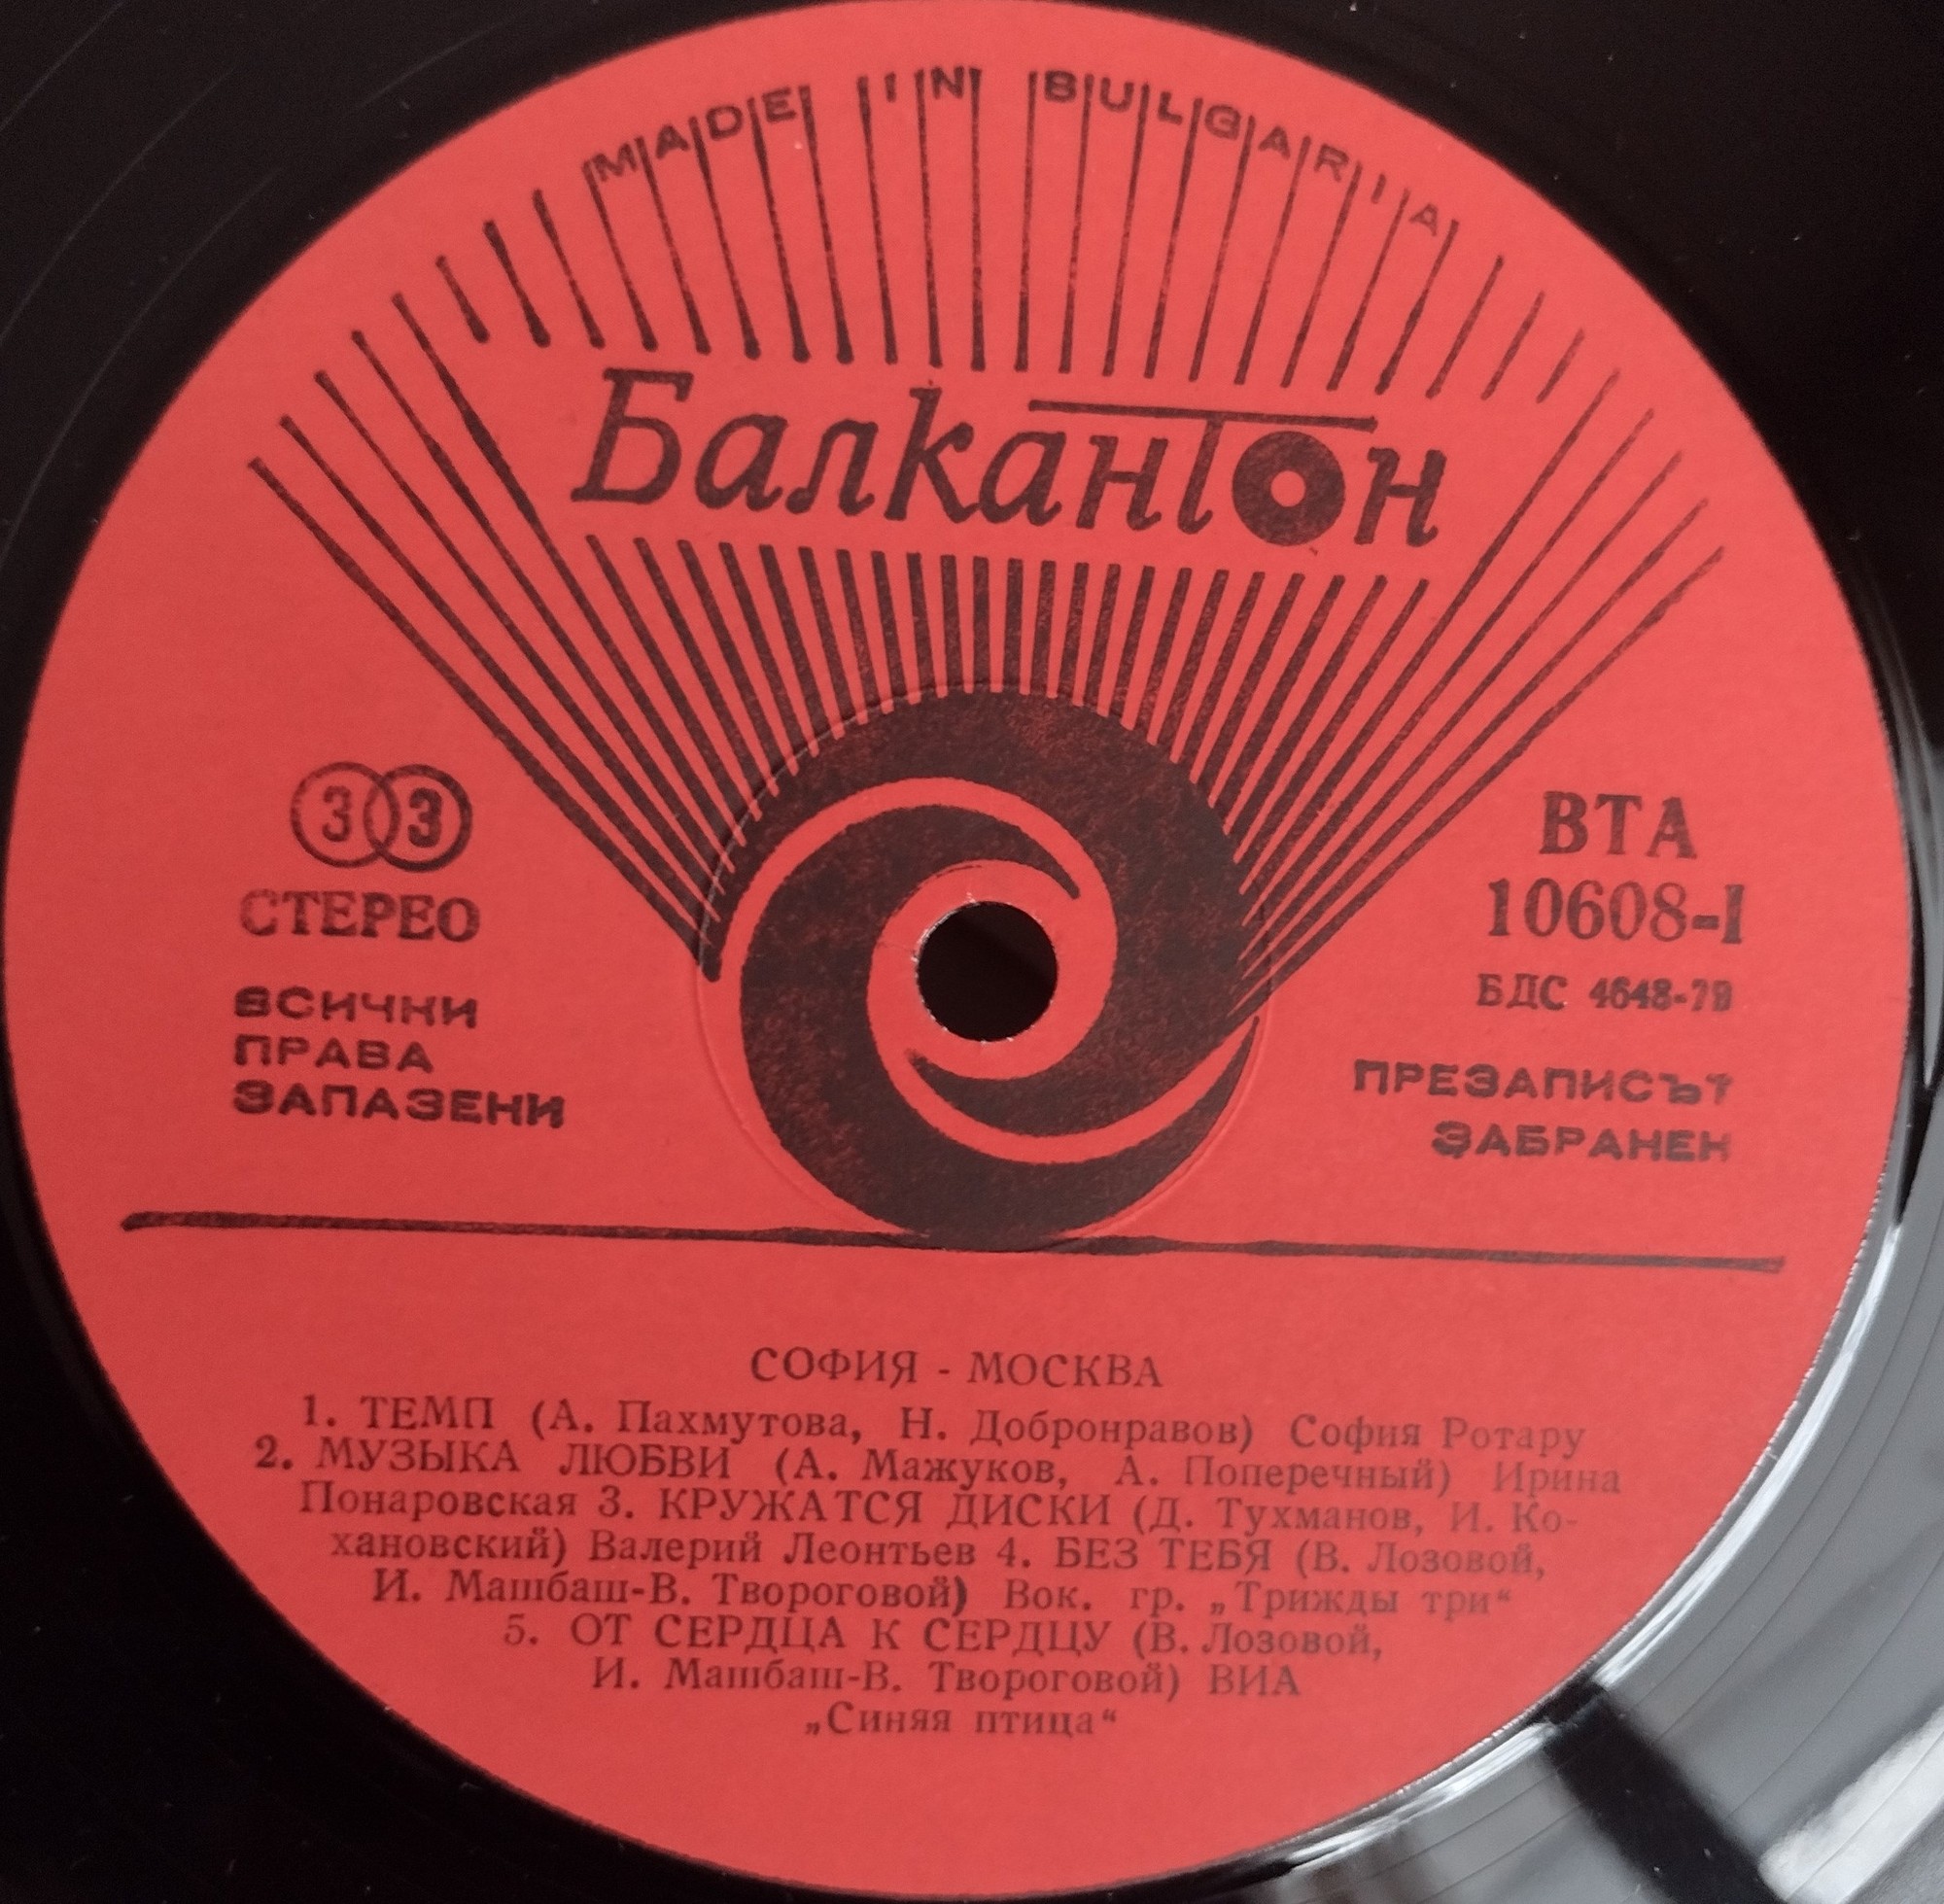 MADE IN BULGARIA
Балкантон
33
СТЕРЕО
ВСИЧКИ
ПРАВА
ЗАПАЗЕНИ
ВТА
10608-I
БДС 4648-79
ПРЕЗАПИСЪТ
ЗАБРАНЕН
СОФИЯ - МОСКВА
1. ТЕМП (А. Пахмутова, Н. Добронравов) София Ротару
2. МУЗЫКА ЛЮБВИ (А. Мажуков, А. Поперечный) Ирина
Понаровская 3. КРУЖАТСЯ ДИСКИ (Д. Тухманов, И. Ко-
хановский) Валерий Леонтьев 4. БЕЗ ТЕБЯ (В. Лозовой,
И. Машбаш-В. Твороговой) Вок. гр. „Трижды три“
5. ОТ СЕРДЦА К СЕРДЦУ (В. Лозовой,
И. Машбаш-В. Твороговой) ВИА
„Синяя птица“